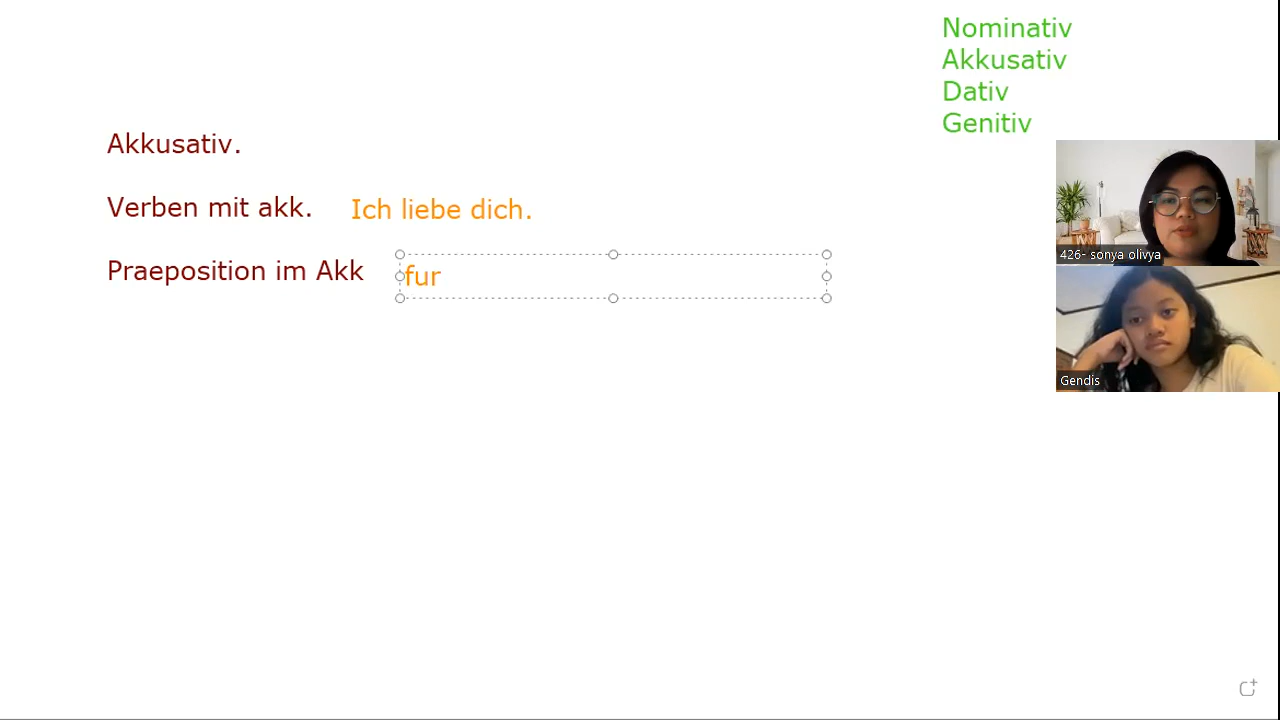 Nominativ
Akkusativ
Dativ
Genitiv
Akkusativ.
Verben mit akk. Ich liebe dich.
Praeposition im Akk fur
426- sonya olivya
Gendis